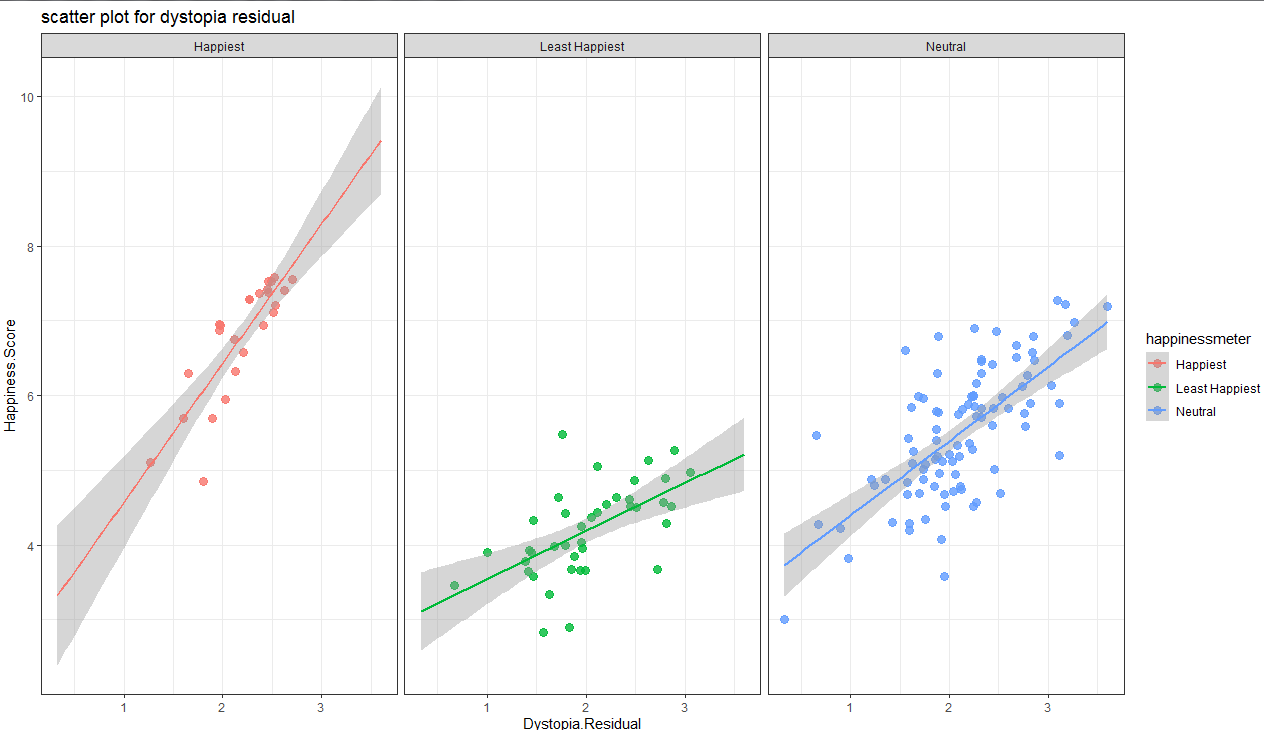 scatter plot for dystopia residual
Happiest
Least Happiest
Neutral
Happiness.Score
10
8
6
4
1 2 3
1 2 3
1 2 3
Dystopia.Residual
happinessmeter
Happiest
Least Happiest
Neutral